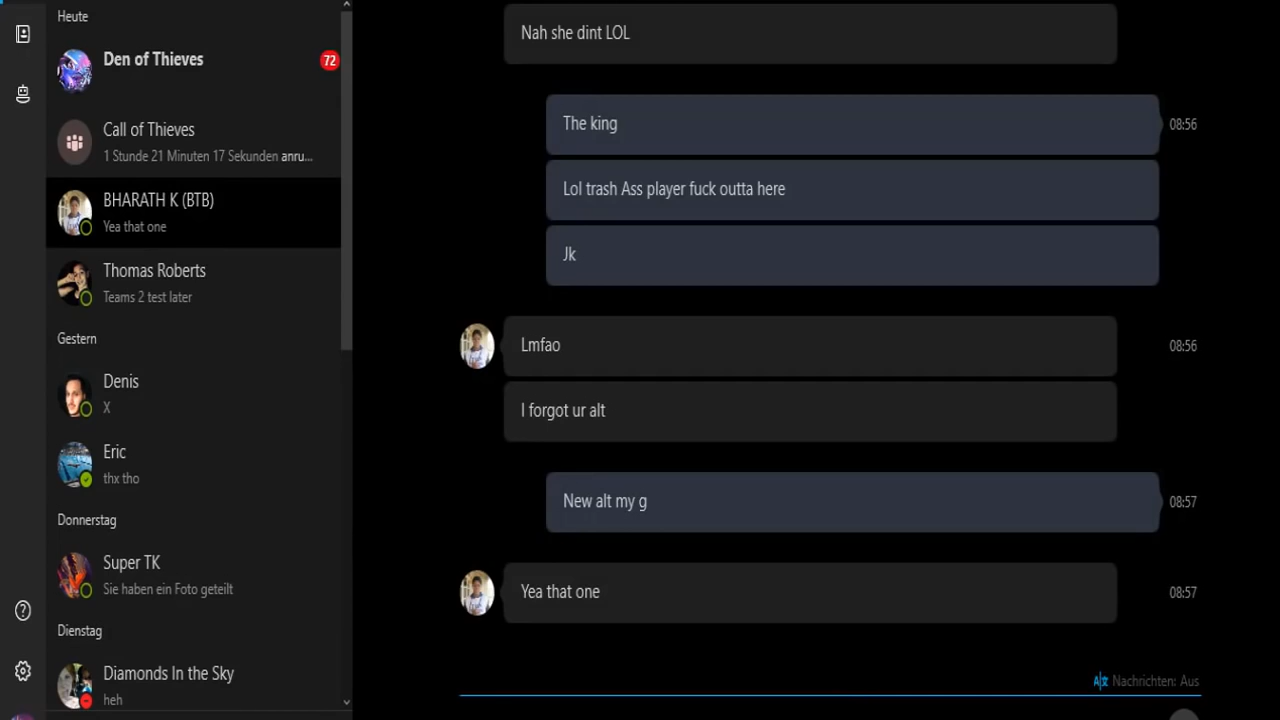 Heute
Den of Thieves
72
Call of Thieves
1 Stunde 21 Minuten 17 Sekunden anru...
BHARATH K (BTB)
Yea that one
Thomas Roberts
Teams 2 test later
Gestern
Denis
X
Eric
thx tho
Donnerstag
Super TK
Sie haben ein Foto geteilt
Dienstag
Diamonds In the Sky
heh
Nah she dint LOL
The king
08:56
Lol trash Ass player fuck outta here
Jk
Lmfao
08:56
I forgot ur alt
New alt my g
08:57
Yea that one
08:57
Nachrichten: Aus